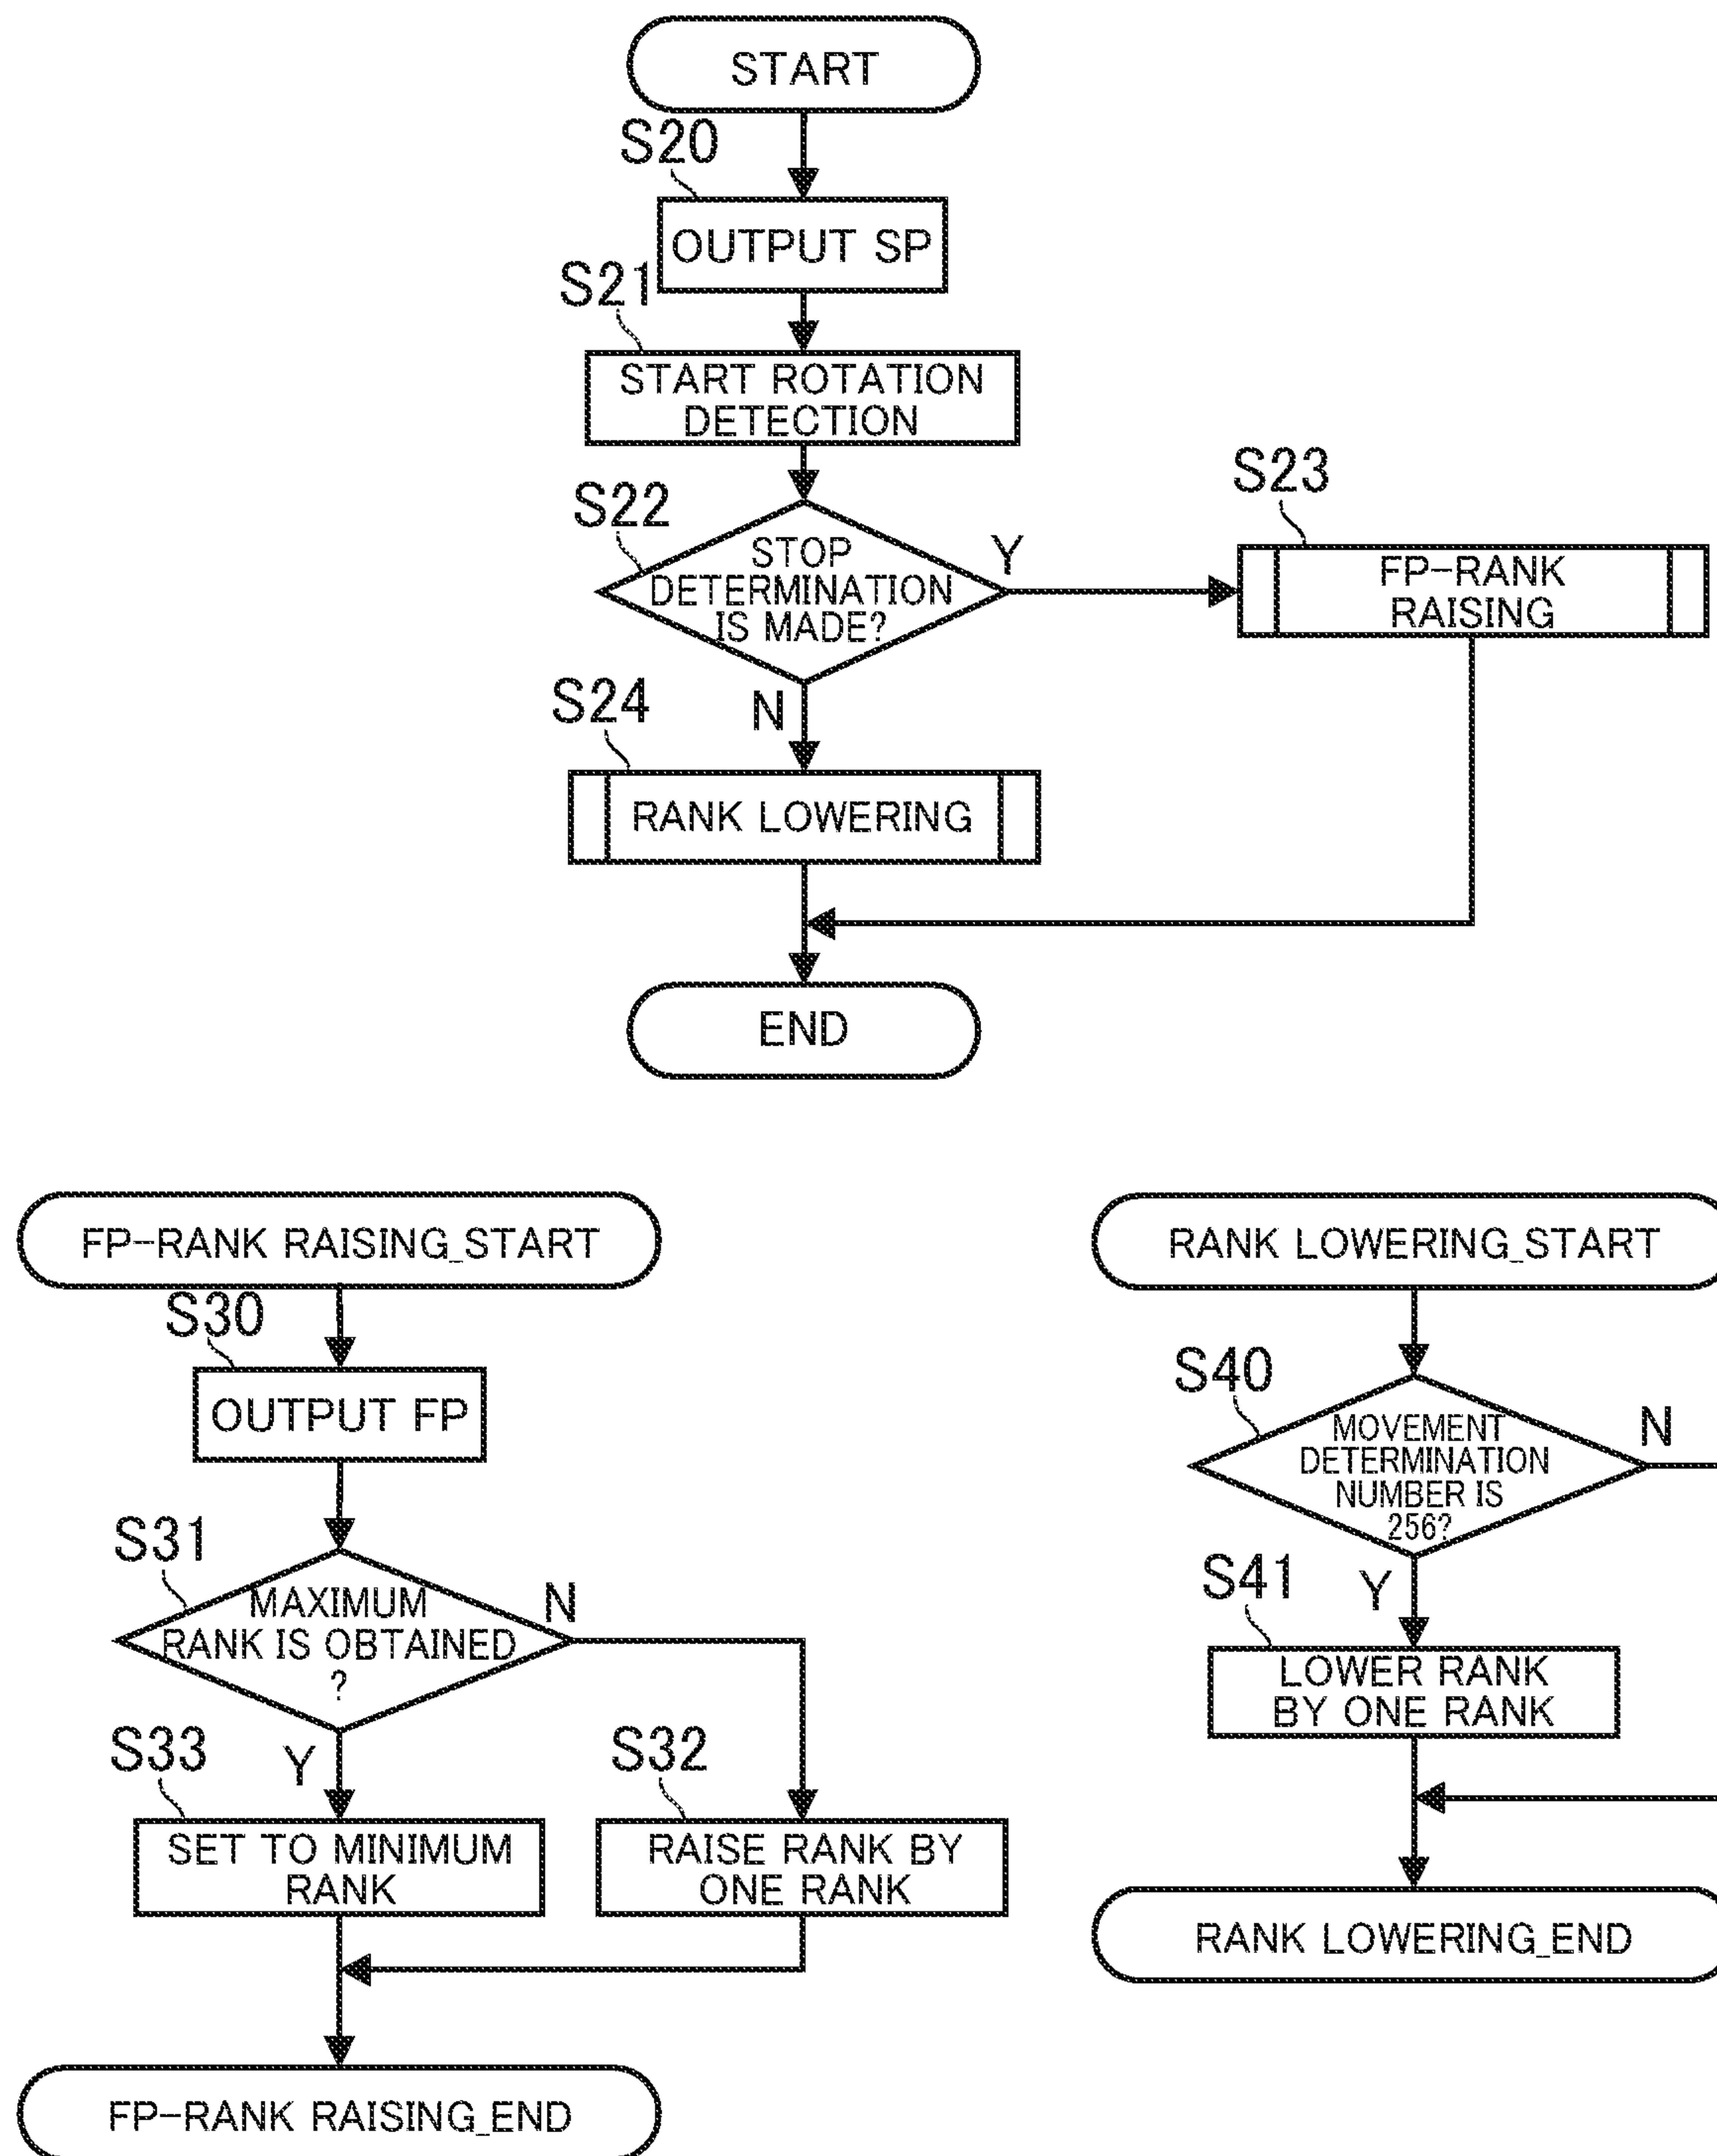 START
S20
OUTPUT SP
S21
START ROTATION
DETECTION
S22
STOP
DETERMINATION
IS MADE?
Y
N
S23
FP-RANK
RAISING
S24
RANK LOWERING
END
FP-RANK RAISING_START
S30
OUTPUT FP
S31
MAXIMUM
RANK IS OBTAINED
?
N
Y
S33
SET TO MINIMUM
RANK
S32
RAISE RANK BY
ONE RANK
FP-RANK RAISING_END
RANK LOWERING_START
S40
MOVEMENT
DETERMINATION
NUMBER IS
256?
N
Y
S41
LOWER RANK
BY ONE RANK
RANK LOWERING_END